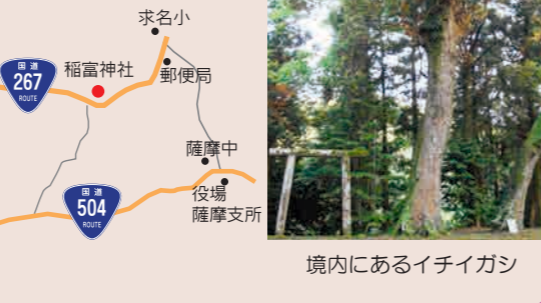 求名小
国道
267
ROUTE
稲富神社
郵便局
薩摩中
国道
504
ROUTE
役場
薩摩支所
境内にあるイチイガシ